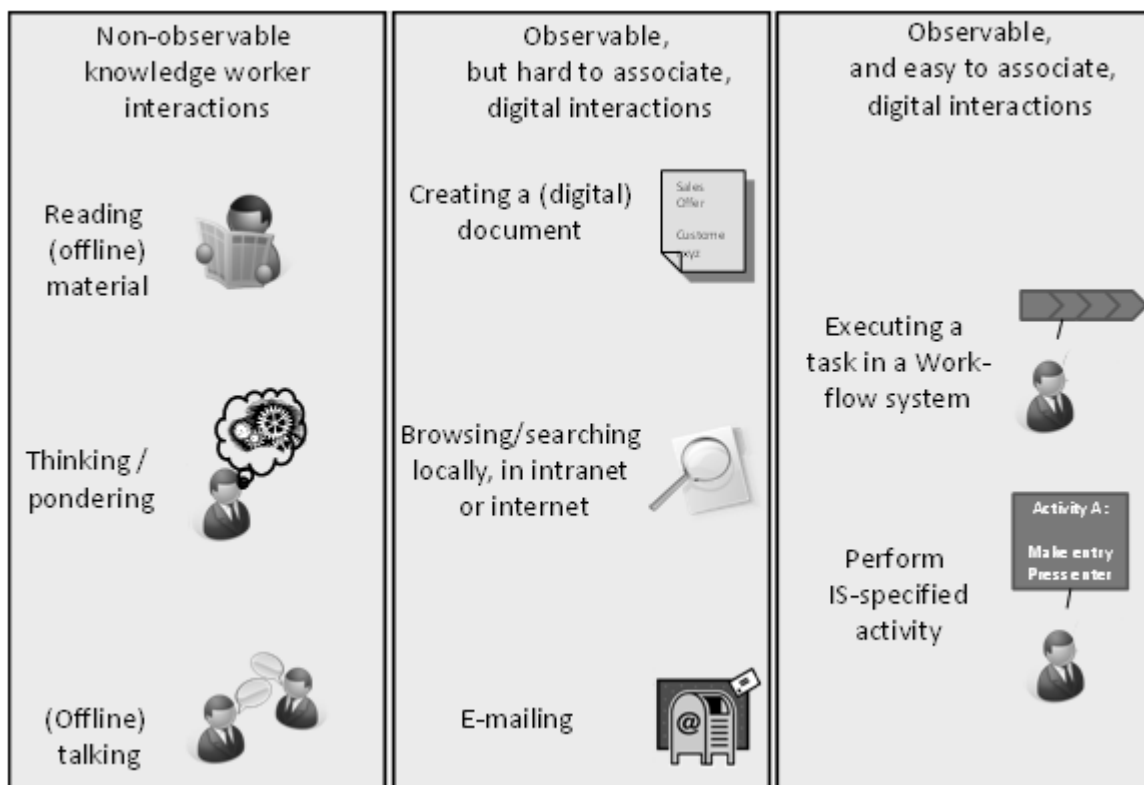 Non-observable
knowledge worker
interactions
Reading
(offline)
material
Thinking /
pondering
(Offline)
talking
Observable,
but hard to associate,
digital interactions
Creating a (digital)
document
Sales
Offer
Custome
xyz
Browsing/searching
locally, in intranet
or internet
E-mailing
@
Observable,
and easy to associate,
digital interactions
Executing a
task in a Work-
flow system
Perform
IS-specified
activity
Activity A:
Make entry
Press enter